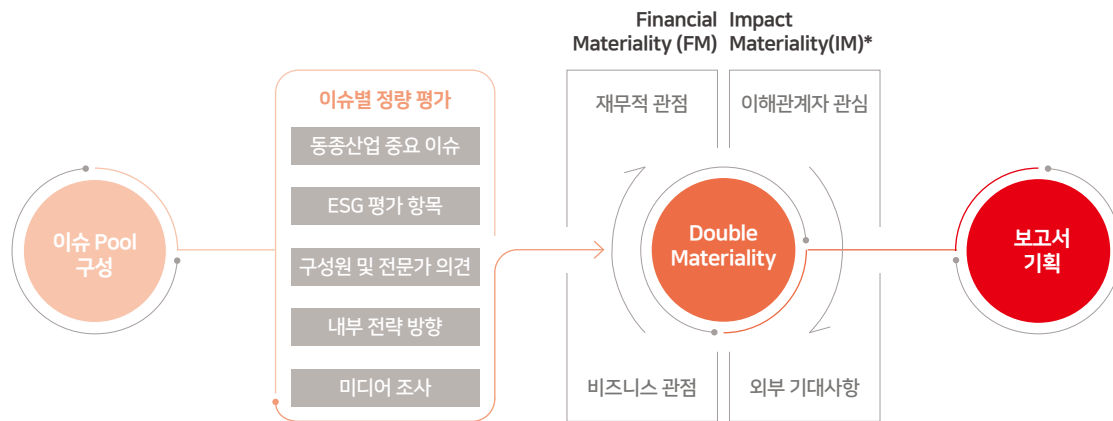 Financial
Materiality (FM)
Impact
Materiality(IM)*
이슈 Pool
구성
이슈별 정량 평가
동종산업 중요 이슈
ESG 평가 항목
구성원 및 전문가 의견
내부 전략 방향
미디어 조사
재무적 관점
이해관계자 관심
Double
Materiality
비즈니스 관점
외부 기대사항
보고서
기획